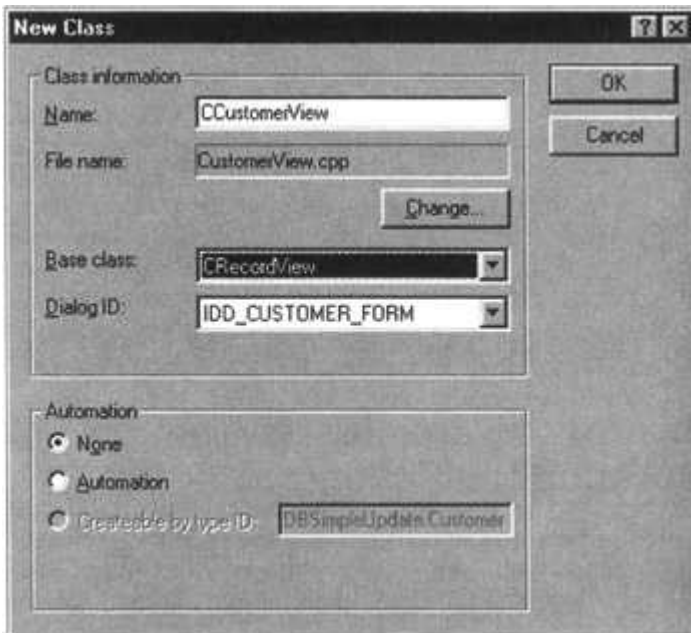 New Class
Class information
OK
Name: CCustomerView
Cancel
File name: CustomerView.cpp
Change...
Base class: CRecordView
Dialog ID: IDD_CUSTOMER_FORM
Automation
None
Automation
Createable by type ID: DBSimpleUpdate.Customer